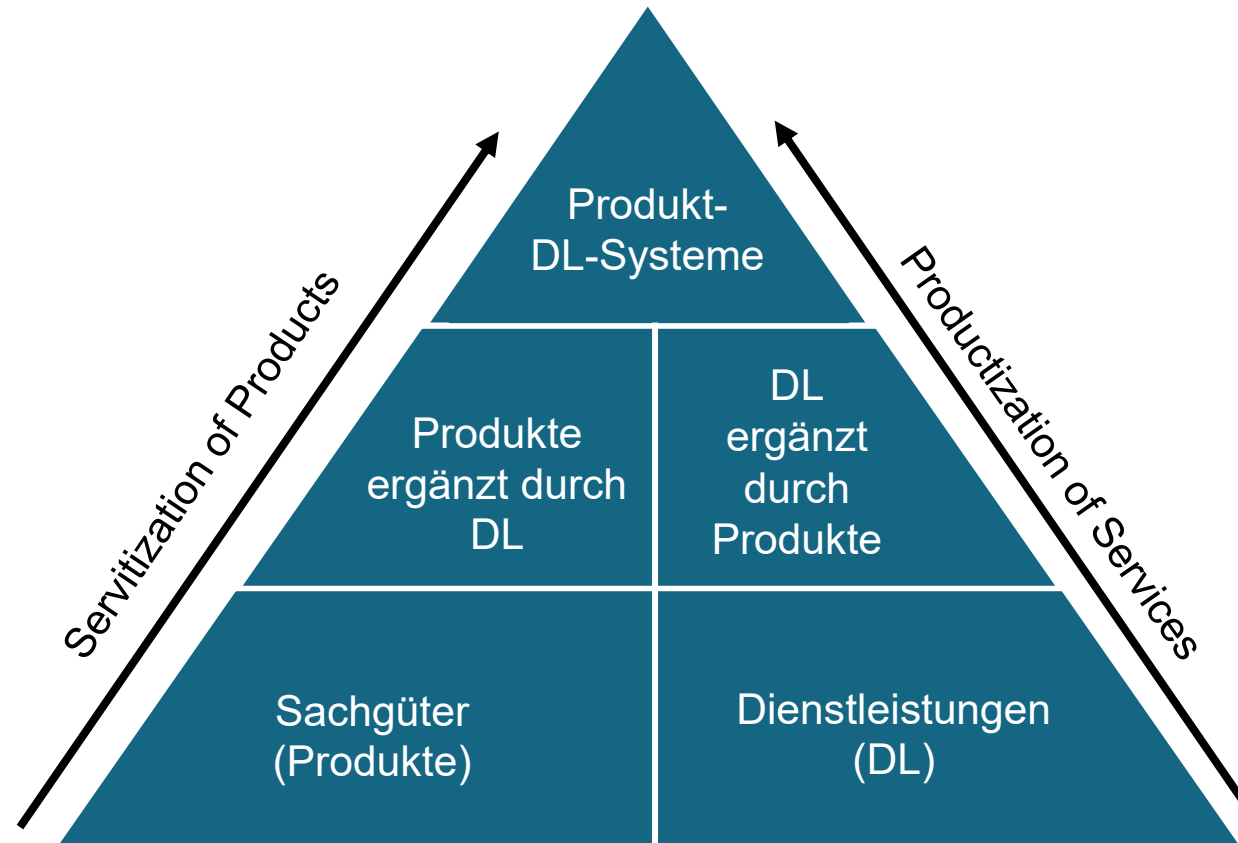 Produkt-
DL-Systeme
Servitization of Products
Productization of Services
Produkte
ergänzt durch
DL
DL
ergänzt
durch
Produkte
Sachgüter
(Produkte)
Dienstleistungen
(DL)